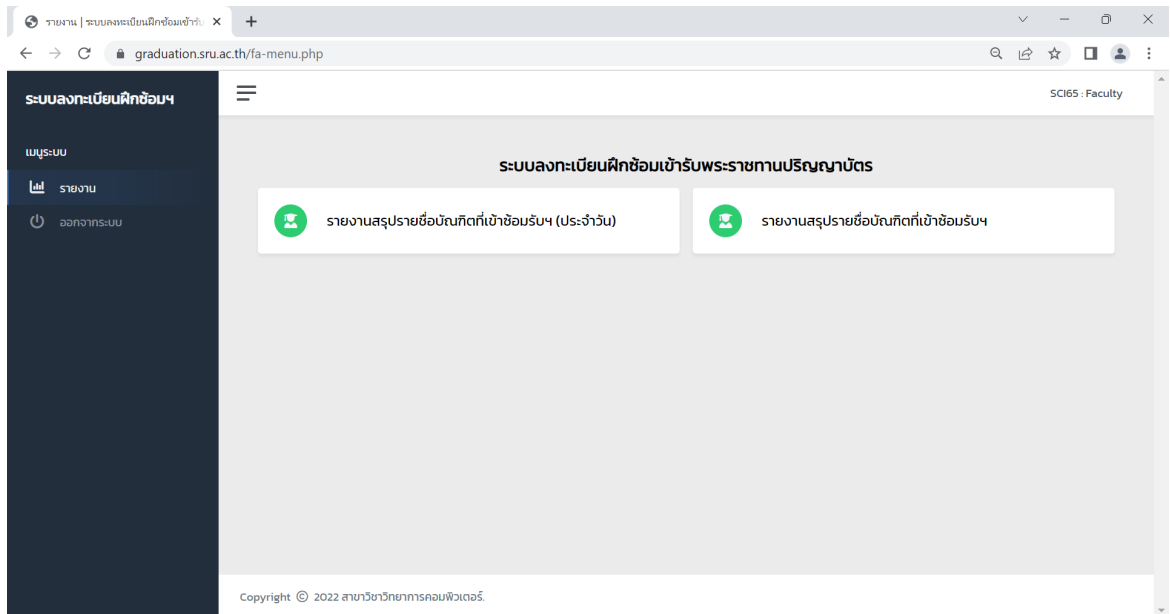 รายงาน | ระบบลงทะเบียนฝึกซ้อมเข้ารับ
graduation.sru.ac.th/fa-menu.php
ระบบลงทะเบียนฝึกซ้อมฯ
SCI65 : Faculty
เมนูระบบ
รายงาน
ออกจากระบบ
ระบบลงทะเบียนฝึกซ้อมเข้ารับพระราชทานปริญญาบัตร
รายงานสรุปรายชื่อบัณฑิตที่เข้าซ้อมรับฯ (ประจำวัน)
รายงานสรุปรายชื่อบัณฑิตที่เข้าซ้อมรับฯ
Copyright © 2022 สาขาวิชาวิทยาการคอมพิวเตอร์.